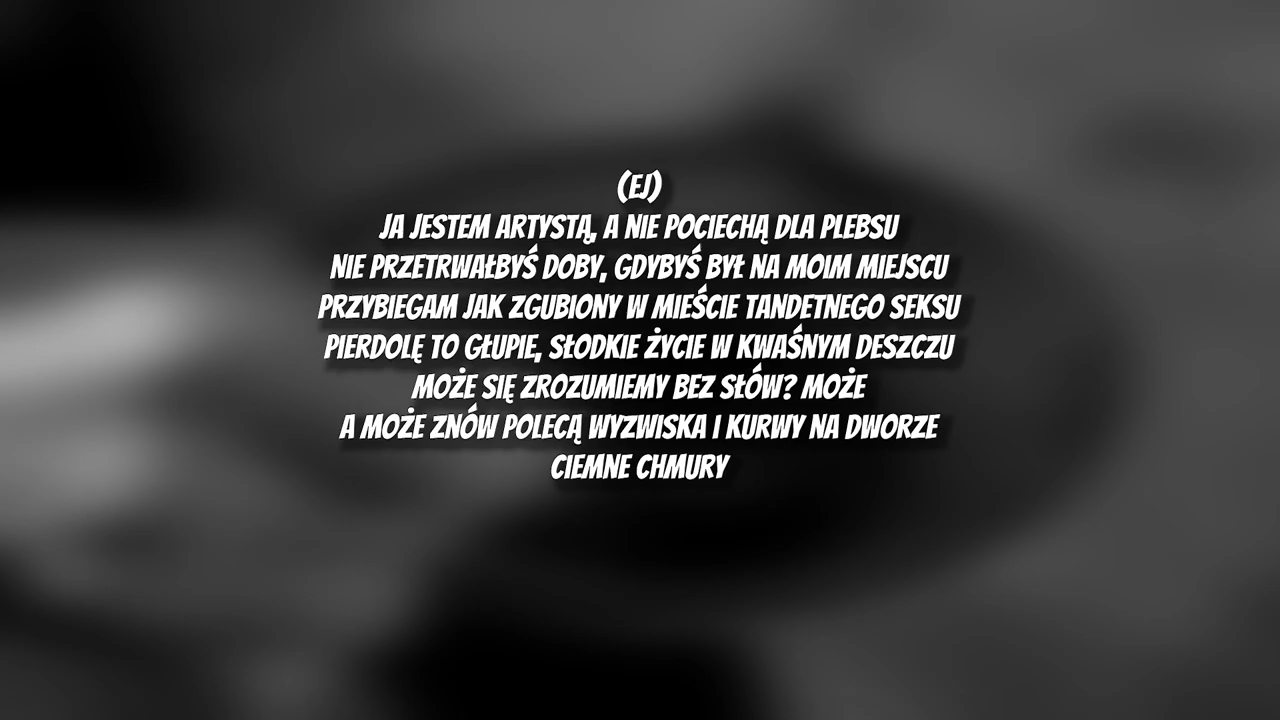 (EJ)
JA JESTEM ARTYSTĄ, A NIE POCIECHĄ DLA PLEBSU
NIE PRZETRWAŁBYŚ DOBY, GDYBYŚ BYŁ NA MOIM MIEJSCU
PRZYBIEGAM JAK ZGUBIONY W MIEŚCIE TANDETNEGO SEKSU
PIERDOLĘ TO GŁUPIE, SŁODKIE ŻYCIE W KWAŚNYM DESZCZU
MOŻE SIĘ ZROZUMIEMY BEZ SŁÓW? MOŻE
A MOŻE ZNÓW POLECĄ WYZWISKA I KURWY NA DWORZE
CIEMNE CHMURY